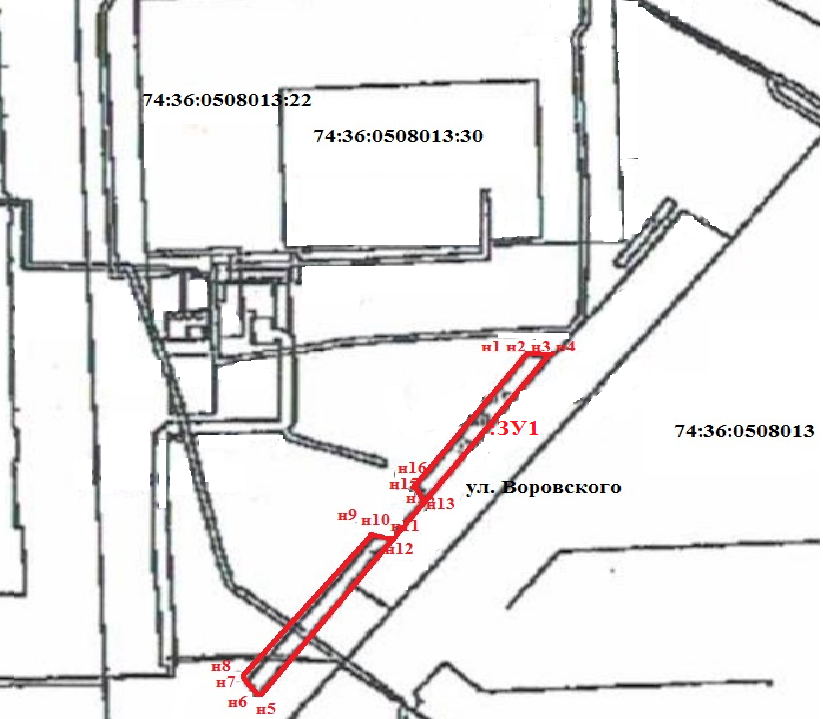 74:36:0508013:22
74:36:0508013:30
н1 н2 н3 н4
:ЗУ1
74:36:0508013
н16
н15
н13
ул. Воровского
н9 н10 н11
н12
н8
н7
н6 н5